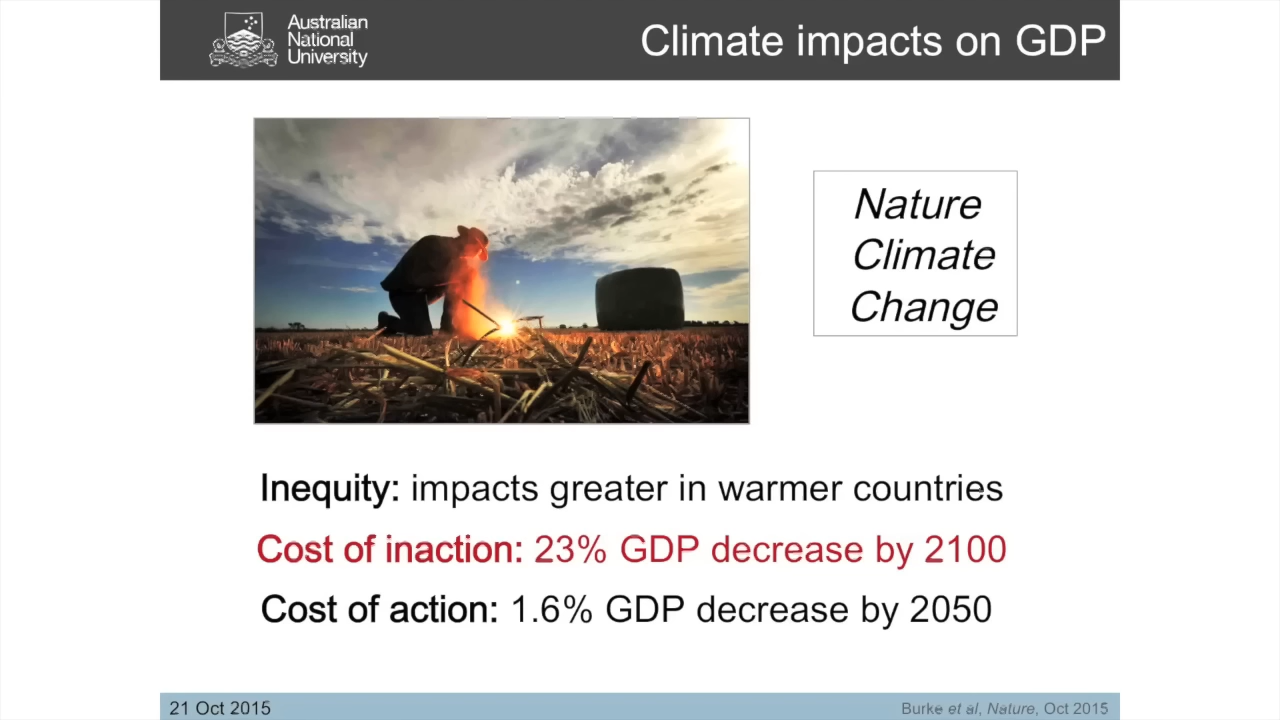 Australian
National
University
Climate impacts on GDP
Nature
Climate
Change
Inequity: impacts greater in warmer countries
Cost of inaction: 23% GDP decrease by 2100
Cost of action: 1.6% GDP decrease by 2050
21 Oct 2015
Burke et al, Nature, Oct 2015